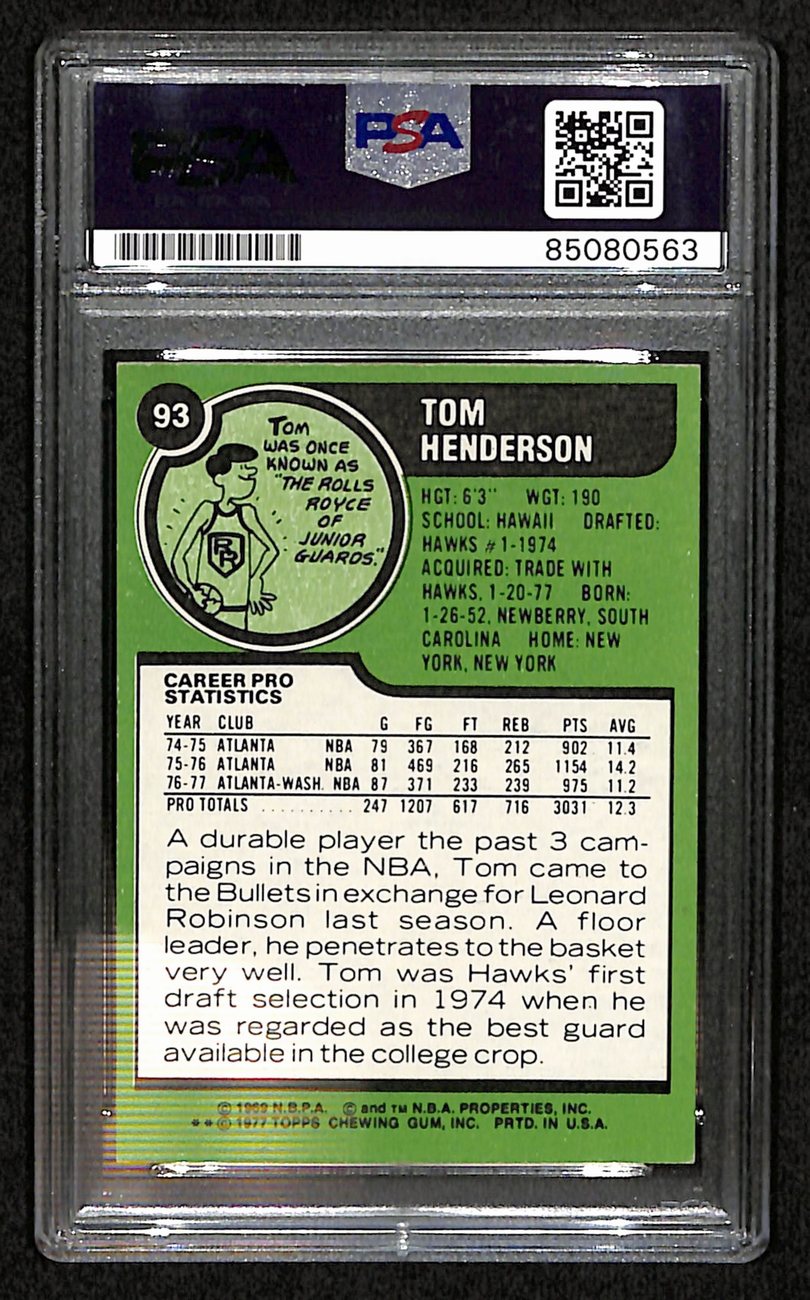 PSA
PSA
85080563
93
TOM
HENDERSON
TOM
WAS ONCE
KNOWN AS
"THE ROLLS
ROYCE
OF
JUNIOR
GUARDS."
RR
HGT: 6'3" WGT: 190
SCHOOL: HAWAII DRAFTED:
HAWKS #1-1974
ACQUIRED: TRADE WITH
HAWKS, 1-20-77 BORN:
1-26-52, NEWBERRY, SOUTH
CAROLINA HOME: NEW
YORK, NEW YORK
CAREER PRO
STATISTICS
YEAR CLUB G FG FT REB PTS AVG
74-75 ATLANTA NBA 79 367 168 212 902 11.4
75-76 ATLANTA NBA 81 469 216 265 1154 14.2
76-77 ATLANTA-WASH. NBA 87 371 233 239 975 11.2
PRO TOTALS .......... 247 1207 617 716 3031 12.3
A durable player the past 3 cam-
paigns in the NBA, Tom came to
the Bullets in exchange for Leonard
Robinson last season. A floor
leader, he penetrates to the basket
very well. Tom was Hawks' first
draft selection in 1974 when he
was regarded as the best guard
available in the college crop.
© 1969 N.B.P.A. © and TM N.B.A. PROPERTIES, INC.
**© 1977 TOPPS CHEWING GUM, INC. PRTD. IN U.S.A.